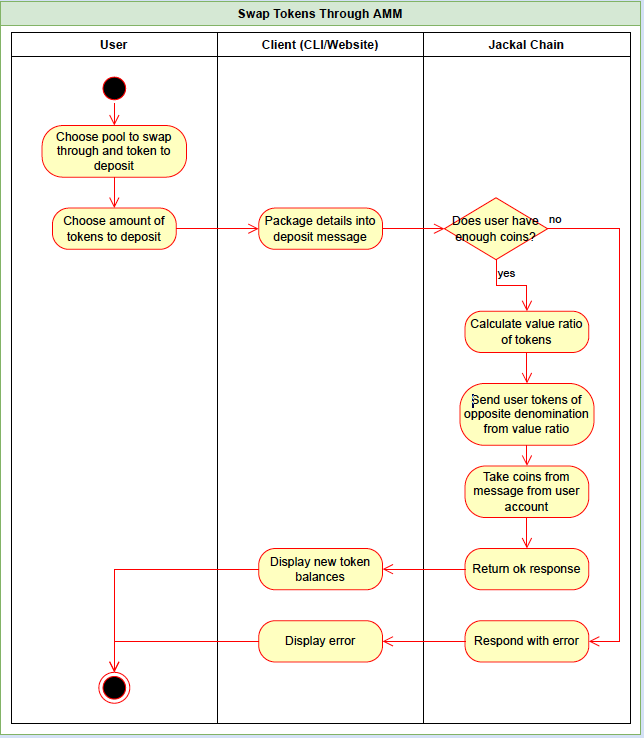 Swap Tokens Through AMM
User
Client (CLI/Website)
Jackal Chain
Choose pool to swap
through and token to
deposit
Choose amount of
tokens to deposit
Package details into
deposit message
Does user have
enough coins?
no
yes
Calculate value ratio
of tokens
Send user tokens of
opposite denomination
from value ratio
Take coins from
message from user
account
Return ok response
Display new token
balances
Respond with error
Display error